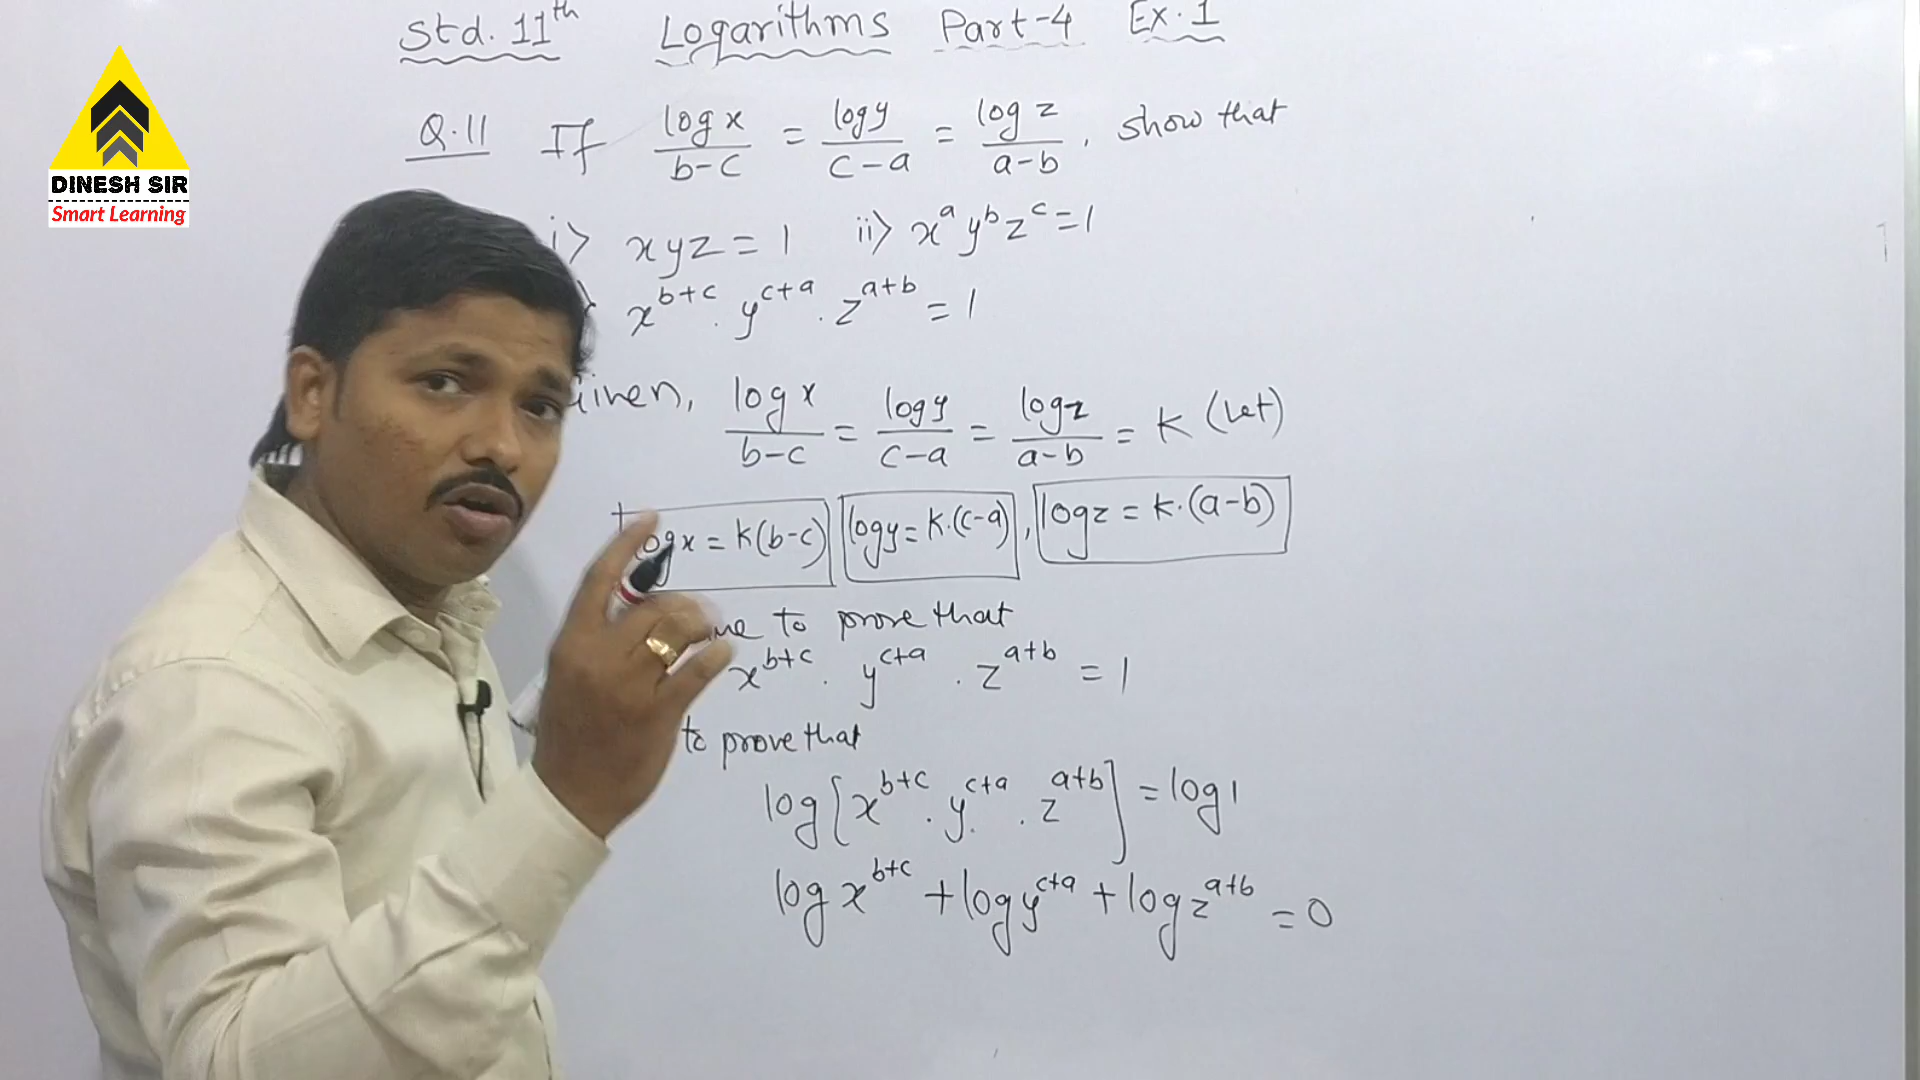 Std. 11th Logarithms Part-4 Ex.1
DINESH SIR
Smart Learning
Q.11 If log x / b-c = log y / c-a = log z / a-b, show that
i> xyz = 1 ii> x^a y^b z^c = 1
x^b+c . y^c+a . z^a+b = 1
Given, log x / b-c = log y / c-a = log z / a-b = K (Let)
log x = K(b-c) log y = K.(c-a), log z = K.(a-b)
to prove that
x^b+c . y^c+a . z^a+b = 1
to prove that
log [x^b+c . y^c+a . z^a+b] = log 1
log x^b+c + log y^c+a + log z^a+b = 0